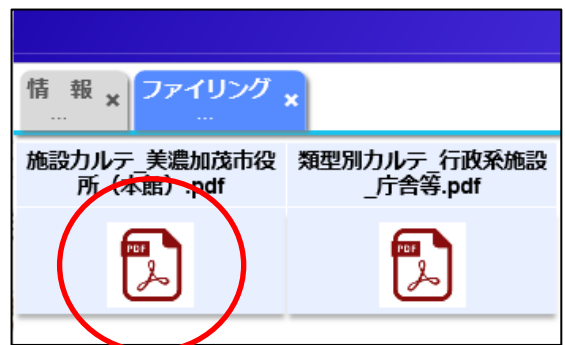 情　報 × ファイリング ×
... ...
施設カルテ_美濃加茂市役 類型別カルテ_行政系施設
所（本館）.pdf _庁舎等.pdf
PDF PDF